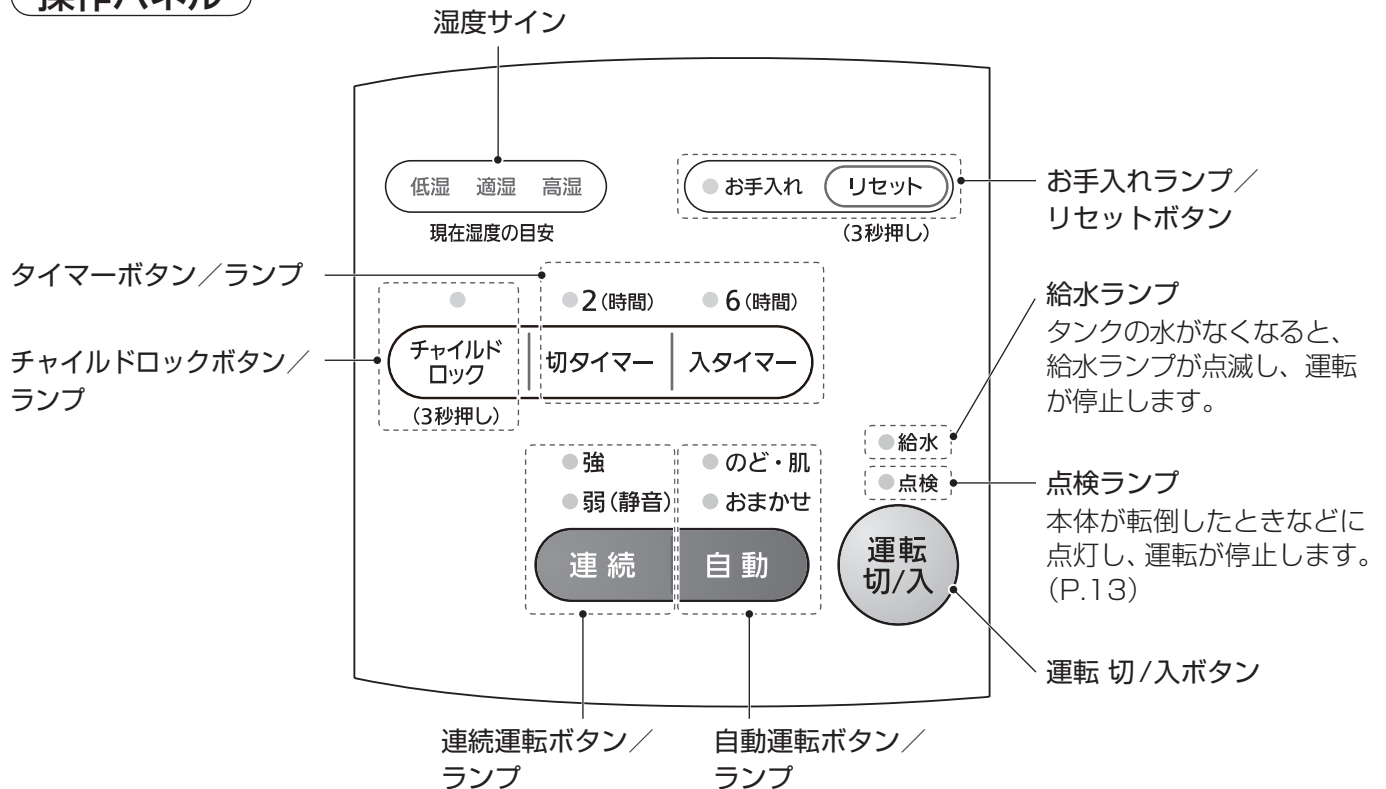 操作パネル
湿度サイン
低湿 適湿 高湿
現在湿度の目安
お手入れ リセット
(3秒押し)
お手入れランプ/
リセットボタン
タイマーボタン/ランプ
2(時間) 6(時間)
チャイルドロックボタン/
ランプ
チャイルド
ロック
切タイマー 入タイマー
(3秒押し)
給水ランプ
タンクの水がなくなると、
給水ランプが点滅し、運転
が停止します。
給水
点検
点検ランプ
本体が転倒したときなどに
点灯し、運転が停止します。
(P.13)
強
弱(静音)
のど・肌
おまかせ
連続 自動
運転
切/入
運転 切/入ボタン
連続運転ボタン/
ランプ
自動運転ボタン/
ランプ